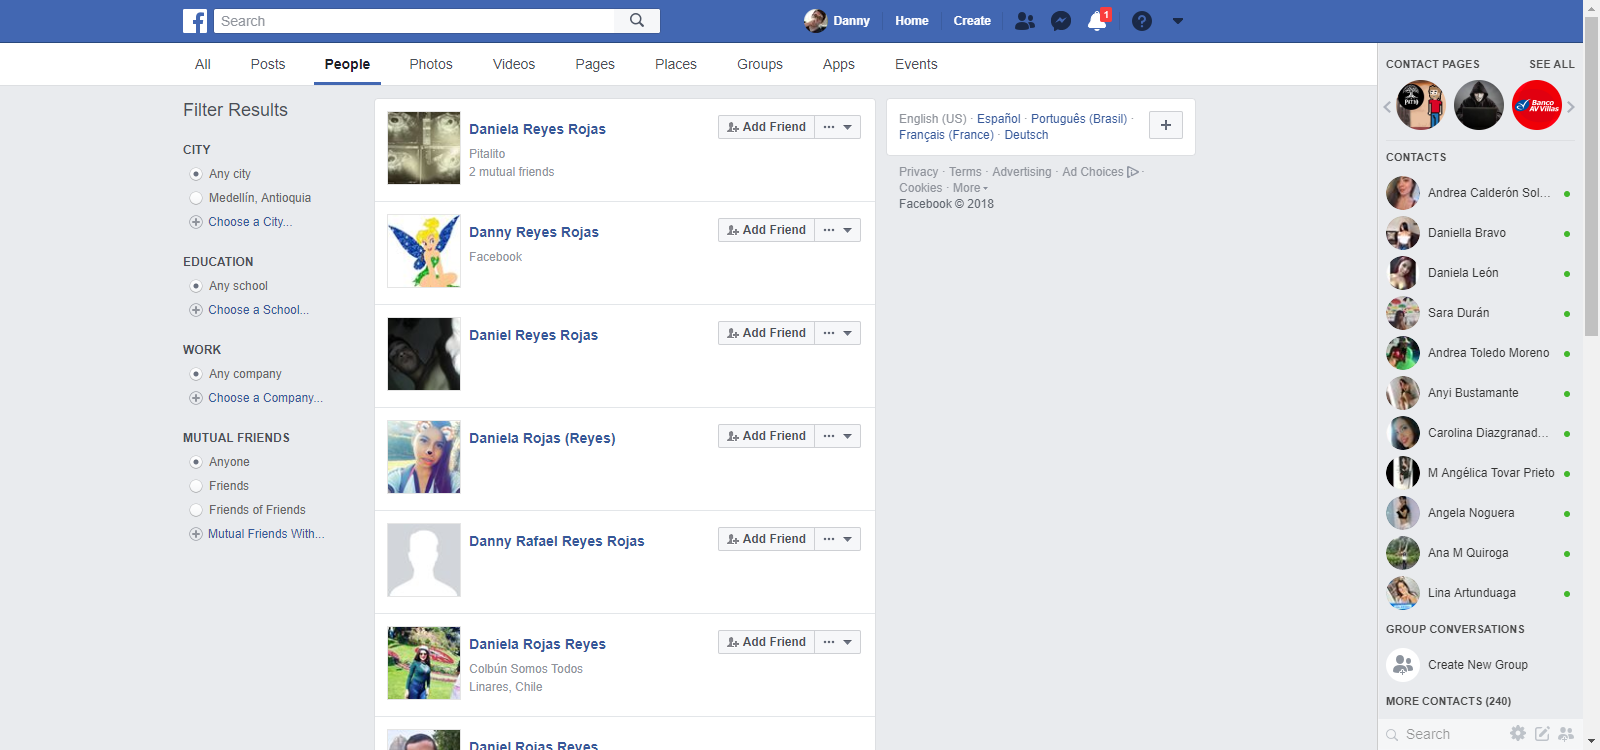 Search
Danny
Home
Create
1
All
Posts
People
Photos
Videos
Pages
Places
Groups
Apps
Events
Filter Results
CITY
Any city
Medellín, Antioquia
Choose a City...
EDUCATION
Any school
Choose a School...
WORK
Any company
Choose a Company...
MUTUAL FRIENDS
Anyone
Friends
Friends of Friends
Mutual Friends With...
Daniela Reyes Rojas
Pitalito
2 mutual friends
Add Friend
Danny Reyes Rojas
Facebook
Add Friend
Daniel Reyes Rojas
Add Friend
Daniela Rojas (Reyes)
Add Friend
Danny Rafael Reyes Rojas
Add Friend
Daniela Rojas Reyes
Colbún Somos Todos
Linares, Chile
Add Friend
Daniel Rojas Reyes
English (US) · Español · Português (Brasil) ·
Français (France) · Deutsch
Privacy · Terms · Advertising · Ad Choices ·
Cookies · More
Facebook © 2018
CONTACT PAGES
SEE ALL
Banco
AV Villas
CONTACTS
Andrea Calderón Sol...
Daniella Bravo
Daniela León
Sara Durán
Andrea Toledo Moreno
Anyi Bustamante
Carolina Diazgranad...
M Angélica Tovar Prieto
Angela Noguera
Ana M Quiroga
Lina Artunduaga
GROUP CONVERSATIONS
Create New Group
MORE CONTACTS (240)
Search